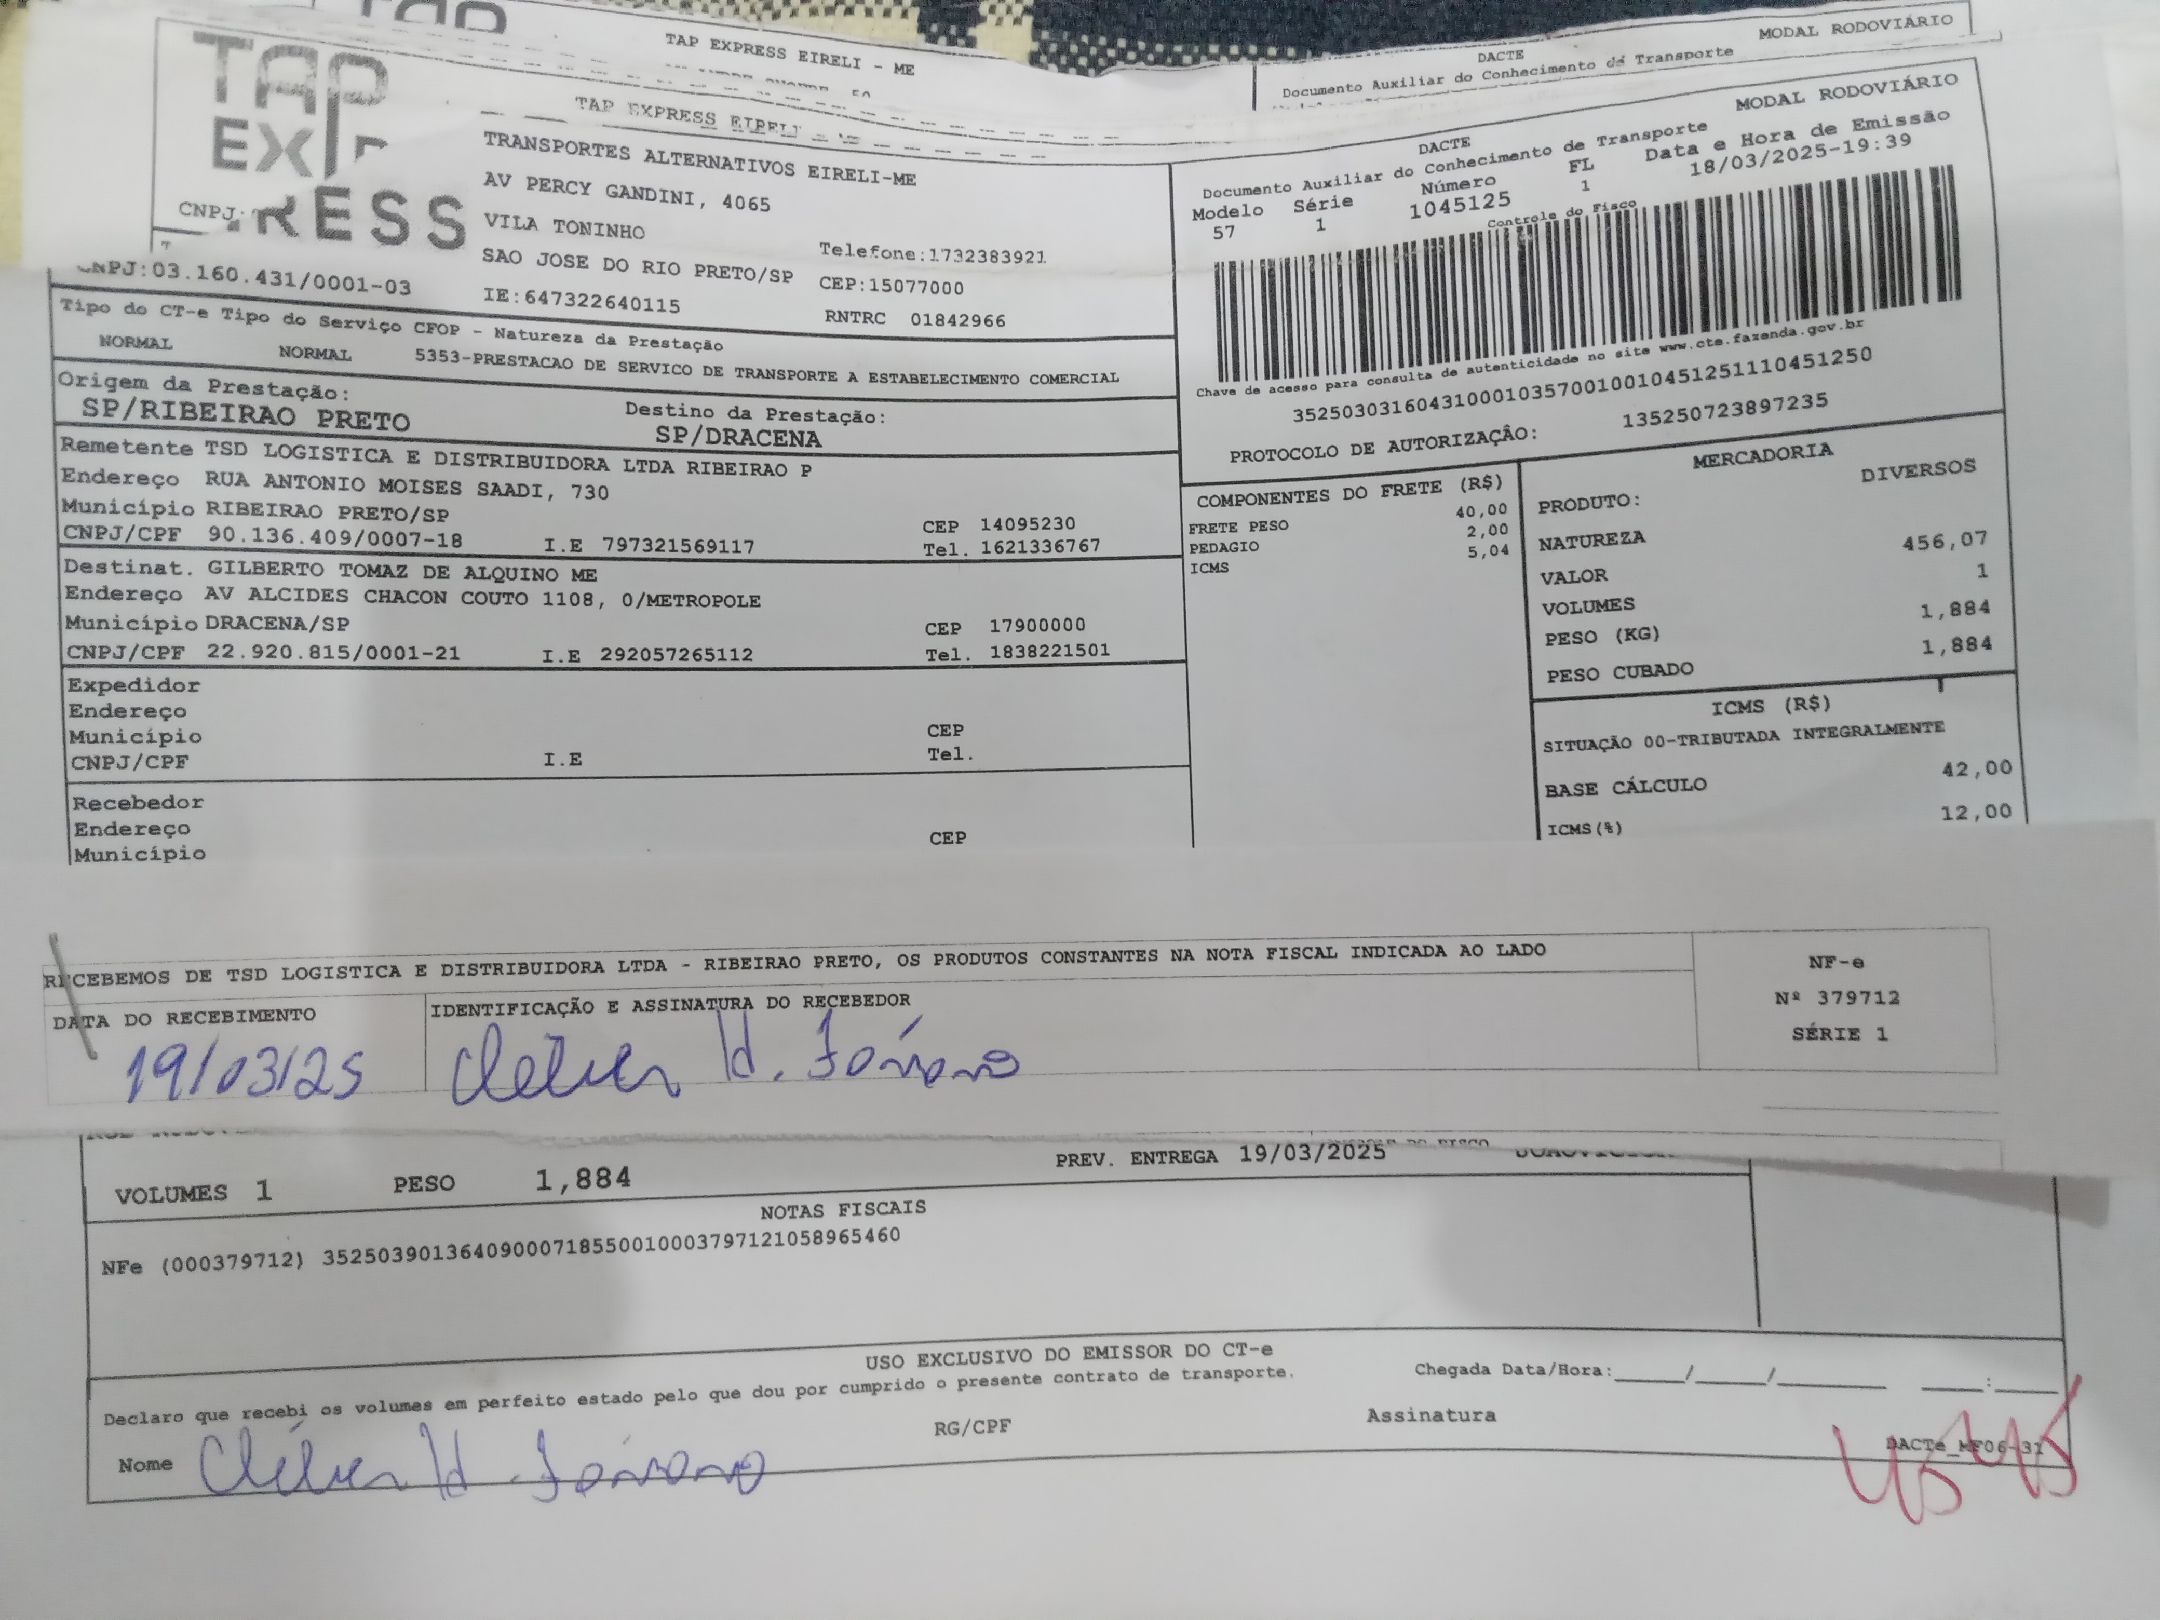 TAP EXPRESS EIRELI - ME
DACTE
MODAL RODOVIÁRIO
Documento Auxiliar do Conhecimento de Transporte
TAP
EXP
RESS
CNPJ:
TAP EXPRESS EIRELI - ME
TRANSPORTES ALTERNATIVOS EIRELI-ME
AV PERCY GANDINI, 4065
VILA TONINHO
Telefone:1732383921
SAO JOSE DO RIO PRETO/SP CEP:15077000
CNPJ:03.160.431/0001-03
IE:647322640115
RNTRC 01842966
DACTE
MODAL RODOVIÁRIO
Documento Auxiliar do Conhecimento de Transporte
Modelo Série Número FL Data e Hora de Emissão
57 1 1045125 1 18/03/2025-19:39
Controle do Fisco
Chave de acesso para consulta de autenticidade no site www.cte.fazenda.gov.br
35250303160431000103570010010451251110451250
PROTOCOLO DE AUTORIZAÇÂO: 135250723897235
Tipo do CT-e Tipo do Serviço CFOP - Natureza da Prestação
NORMAL NORMAL 5353-PRESTACAO DE SERVICO DE TRANSPORTE A ESTABELECIMENTO COMERCIAL
Origem da Prestação: Destino da Prestação:
SP/RIBEIRAO PRETO SP/DRACENA
Remetente TSD LOGISTICA E DISTRIBUIDORA LTDA RIBEIRAO P
Endereço RUA ANTONIO MOISES SAADI, 730
Município RIBEIRAO PRETO/SP CEP 14095230
CNPJ/CPF 90.136.409/0007-18 I.E 797321569117 Tel. 1621336767
Destinat. GILBERTO TOMAZ DE ALQUINO ME
Endereço AV ALCIDES CHACON COUTO 1108, 0/METROPOLE
Município DRACENA/SP CEP 17900000
CNPJ/CPF 22.920.815/0001-21 I.E 292057265112 Tel. 1838221501
Expedidor
Endereço
Município CEP
CNPJ/CPF I.E Tel.
Recebedor
Endereço
Município CEP
COMPONENTES DO FRETE (R$)
FRETE PESO 40,00
PEDAGIO 2,00
ICMS 5,04
MERCADORIA
PRODUTO: DIVERSOS
NATUREZA
VALOR 456,07
VOLUMES 1
PESO (KG) 1,884
PESO CUBADO 1,884
ICMS (R$)
SITUAÇÃO 00-TRIBUTADA INTEGRALMENTE
BASE CÁLCULO 42,00
ICMS(%) 12,00
RECEBEMOS DE TSD LOGISTICA E DISTRIBUIDORA LTDA - RIBEIRAO PRETO, OS PRODUTOS CONSTANTES NA NOTA FISCAL INDICADA AO LADO
NF-e
Nº 379712
SÉRIE 1
DATA DO RECEBIMENTO IDENTIFICAÇÃO E ASSINATURA DO RECEBEDOR
19/03/25
VOLUMES 1 PESO 1,884 PREV. ENTREGA 19/03/2025
NOTAS FISCAIS
NFe (000379712) 35250390136409000718550010003797121058965460
USO EXCLUSIVO DO EMISSOR DO CT-e
Declaro que recebi os volumes em perfeito estado pelo que dou por cumprido o presente contrato de transporte.
Chegada Data/Hora:____/____/______ ____:____
Nome RG/CPF Assinatura